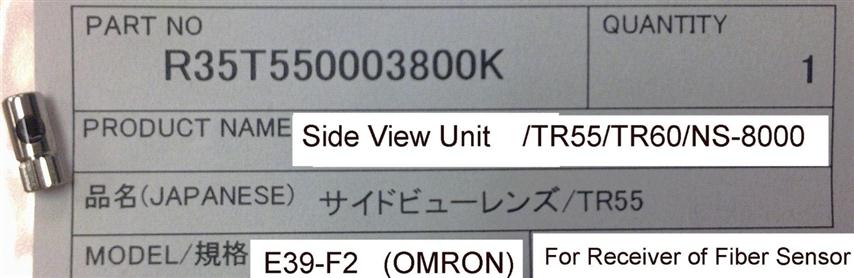 PART NO QUANTITY
R35T550003800K 1
PRODUCT NAME Side View Unit /TR55/TR60/NS-8000
品名(JAPANESE) サイドビューレンズ/TR55
MODEL/規格 E39-F2 (OMRON) For Receiver of Fiber Sensor